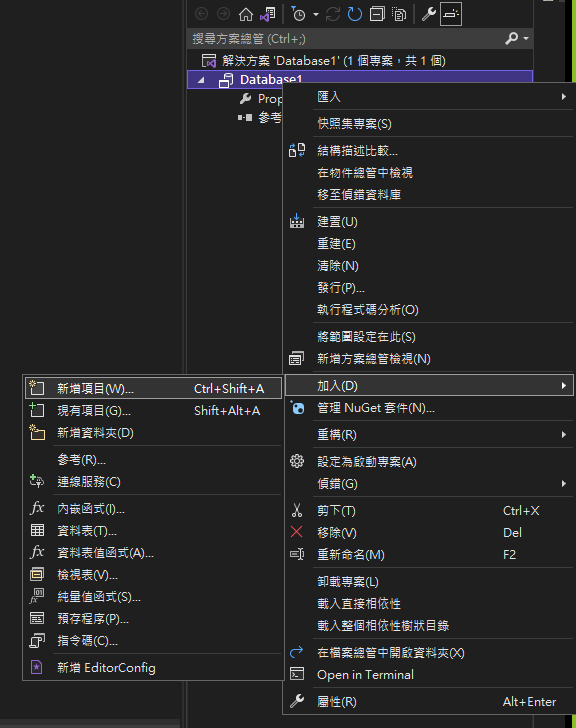 搜尋方案總管 (Ctrl+;)
解決方案 'Database1' (1 個專案，共 1 個)
Database1
Prop
參考
匯入
快照集專案(S)
結構描述比較...
在物件總管中檢視
移至偵錯資料庫
建置(U)
重建(E)
清除(N)
發行(P)...
執行程式碼分析(O)
將範圍設定在此(S)
新增方案總管檢視(N)
加入(D)
管理 NuGet 套件(N)...
重構(R)
設定為啟動專案(A)
偵錯(G)
剪下(T) Ctrl+X
移除(V) Del
重新命名(M) F2
卸載專案(L)
載入直接相依性
載入整個相依性樹狀目錄
在檔案總管中開啟資料夾(X)
Open in Terminal
屬性(R) Alt+Enter
新增項目(W)... Ctrl+Shift+A
現有項目(G)... Shift+Alt+A
新增資料夾(D)
參考(R)...
連線服務(C)
內嵌函式(I)...
資料表(T)...
資料表值函式(A)...
檢視表(V)...
純量值函式(S)...
預存程序(P)...
指令碼(C)...
新增 EditorConfig